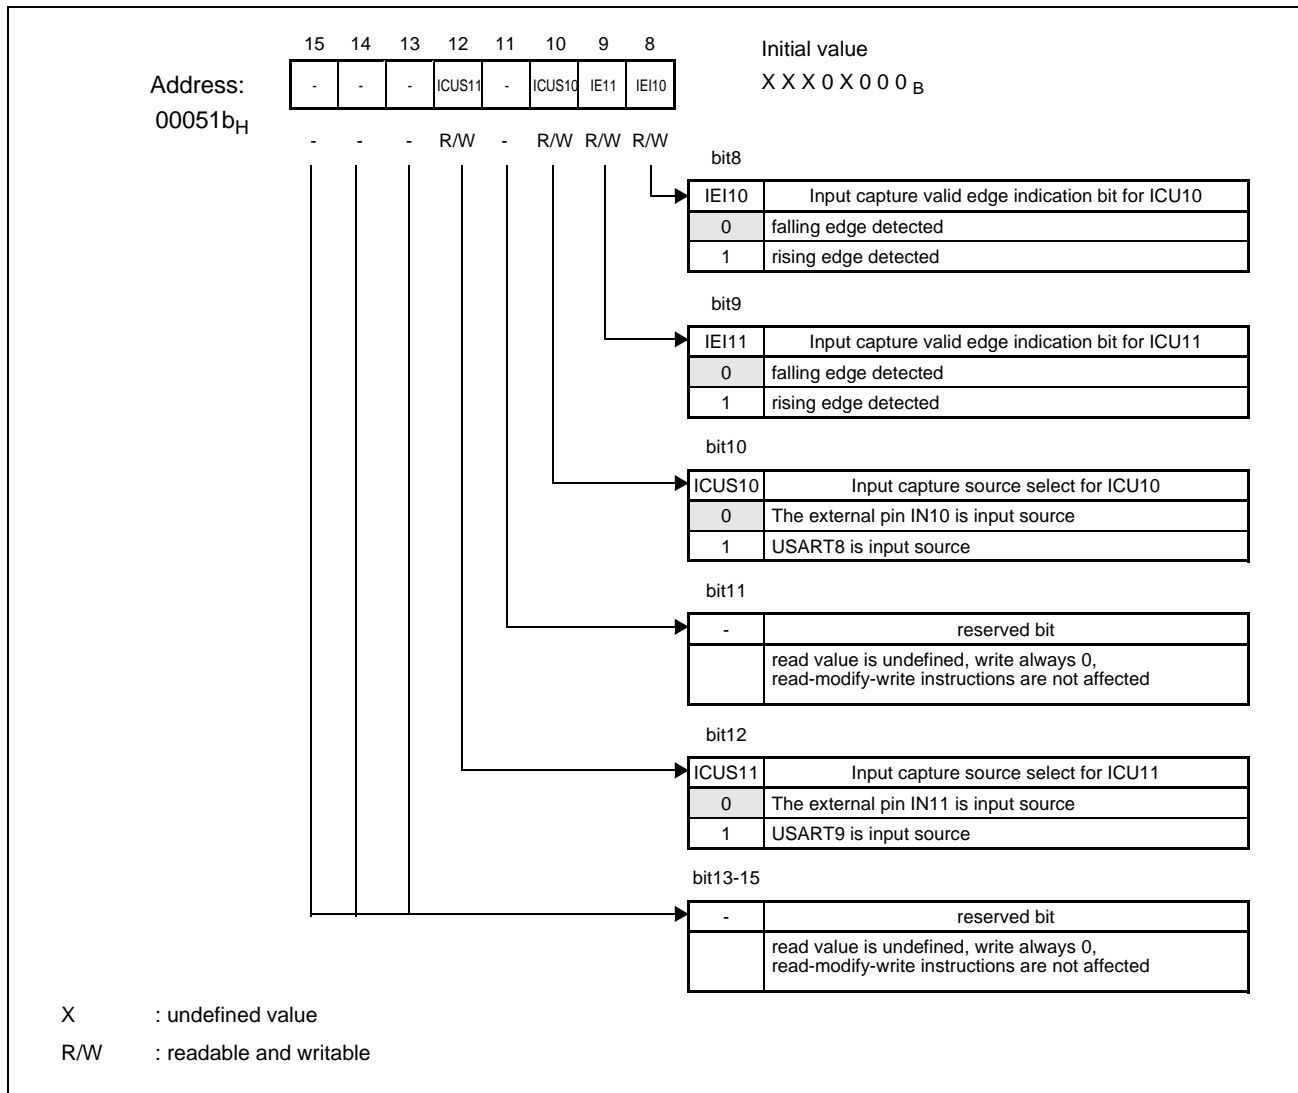 15 14 13 12 11 10 9 8
Initial value
Address:
- - - ICUS11 - ICUS10 IE11 IEI10
X X X 0 X 0 0 0 B
00051bH
- - - R/W - R/W R/W R/W
bit8
IEI10 Input capture valid edge indication bit for ICU10
0 falling edge detected
1 rising edge detected
bit9
IEI11 Input capture valid edge indication bit for ICU11
0 falling edge detected
1 rising edge detected
bit10
ICUS10 Input capture source select for ICU10
0 The external pin IN10 is input source
1 USART8 is input source
bit11
- reserved bit
read value is undefined, write always 0,
read-modify-write instructions are not affected
bit12
ICUS11 Input capture source select for ICU11
0 The external pin IN11 is input source
1 USART9 is input source
bit13-15
- reserved bit
read value is undefined, write always 0,
read-modify-write instructions are not affected
X : undefined value
R/W : readable and writable